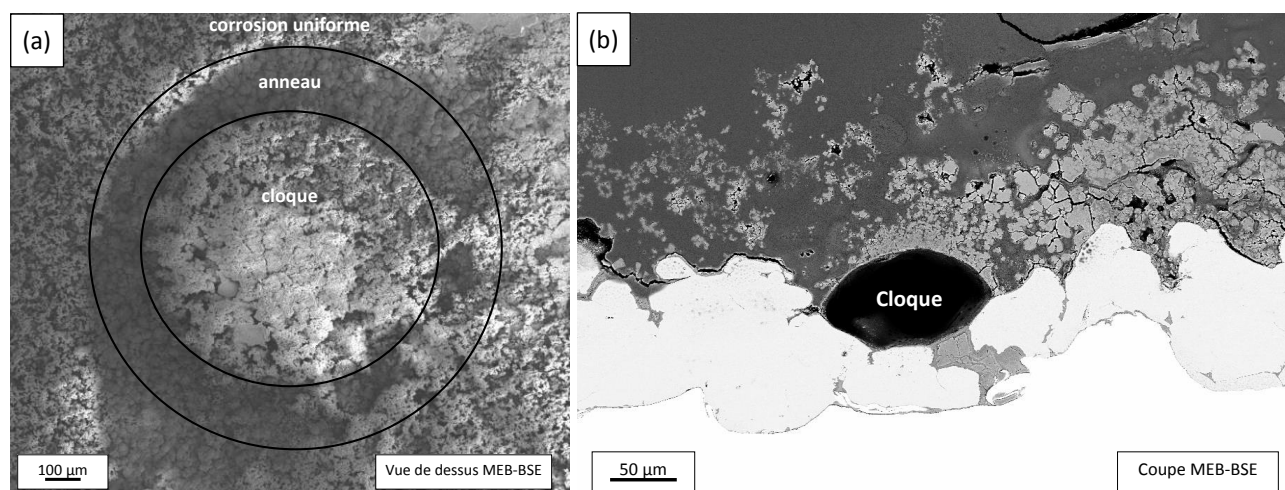 (a)
corrosion uniforme
anneau
cloque
100 µm
Vue de dessus MEB-BSE
(b)
Cloque
50 µm
Coupe MEB-BSE